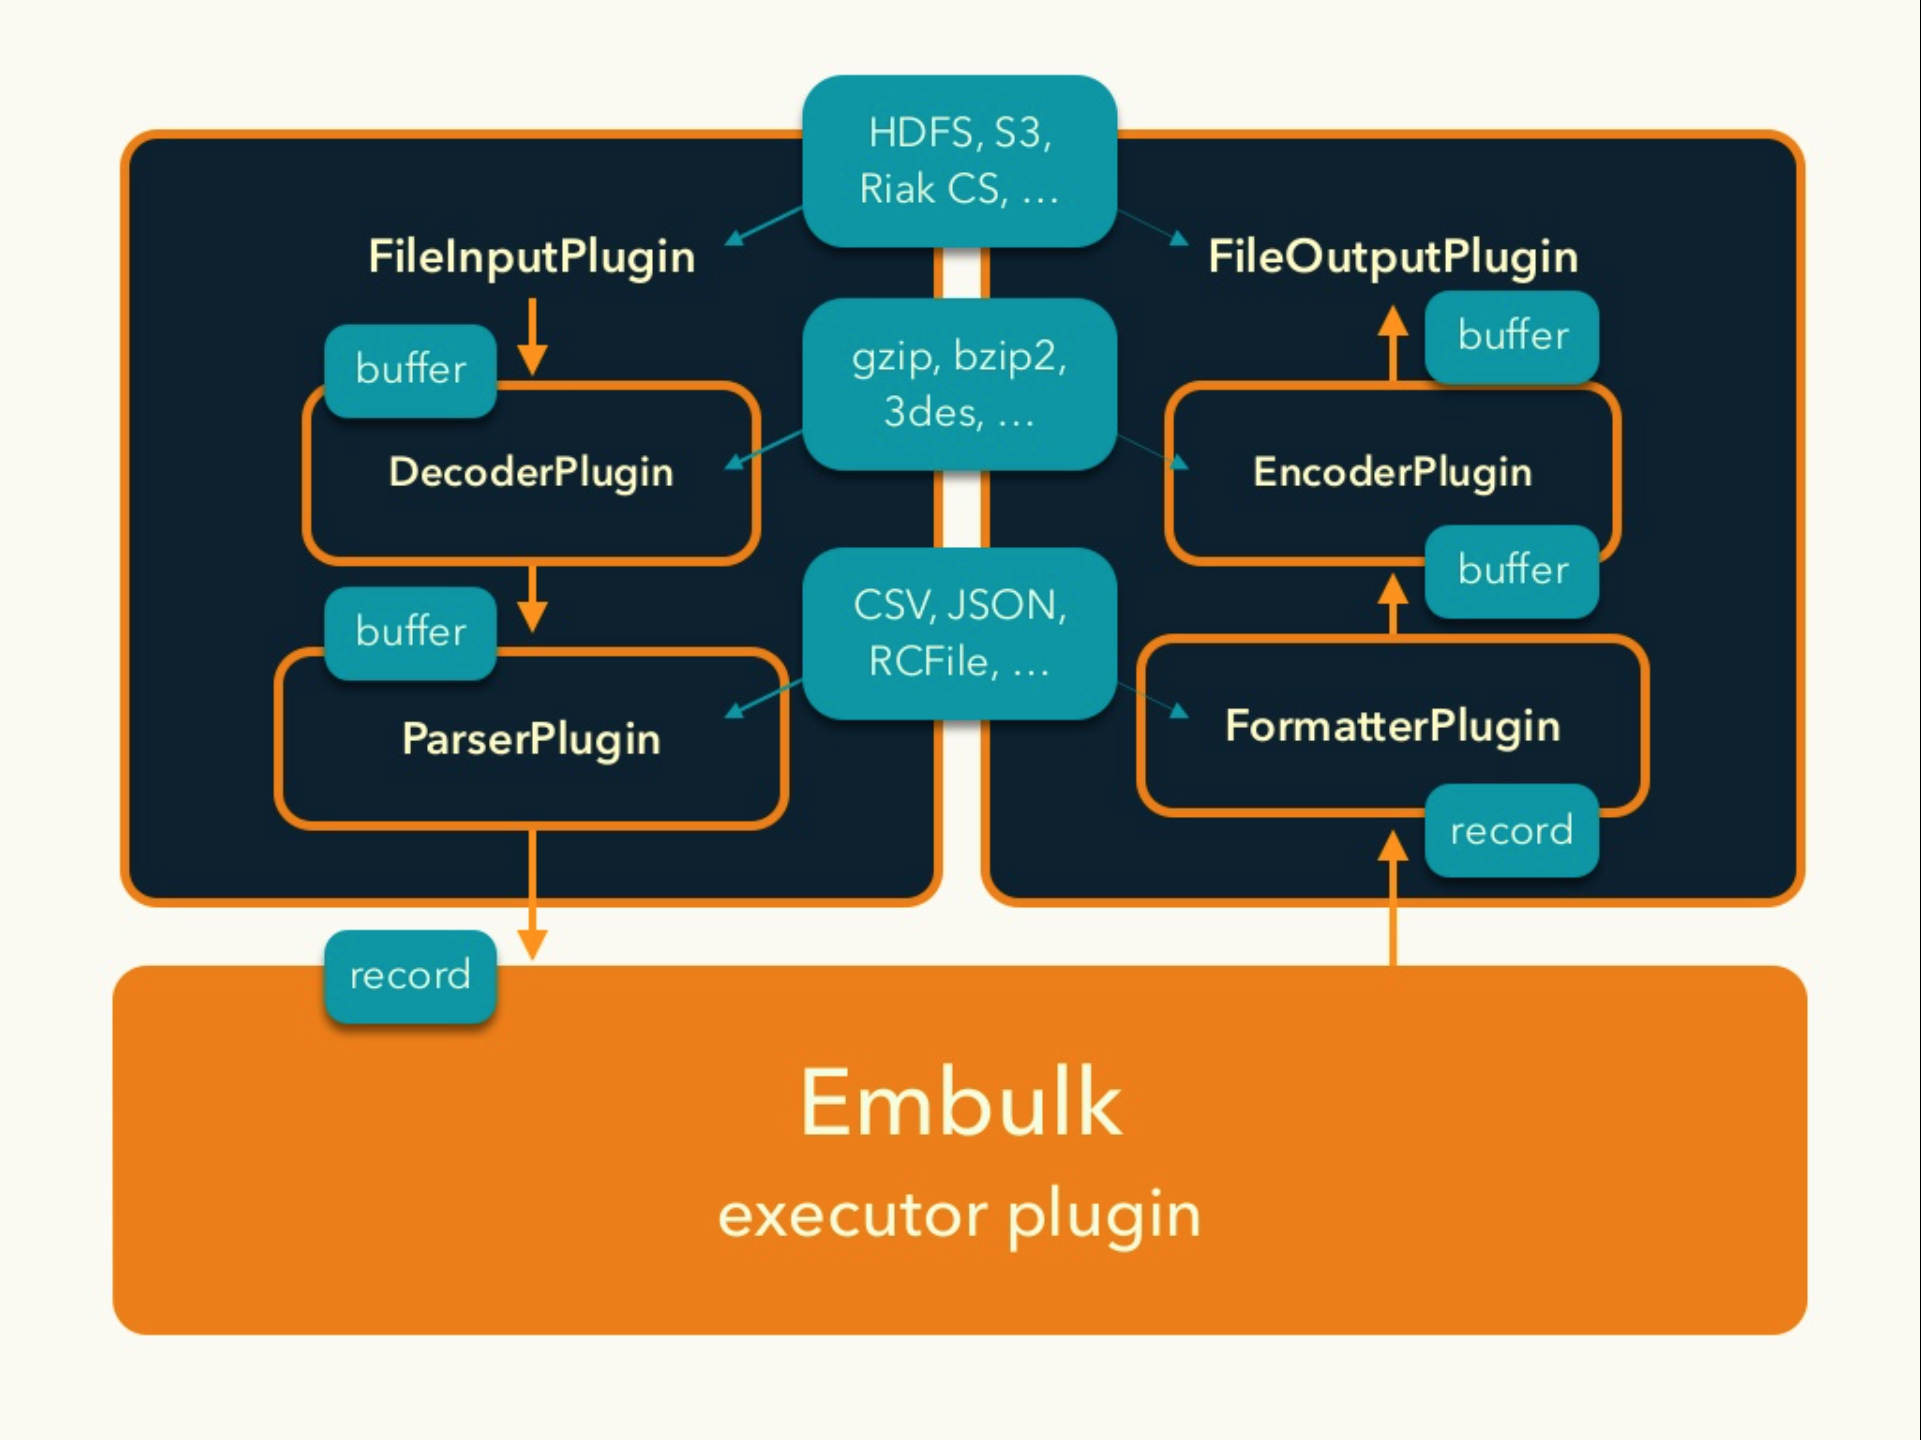 HDFS, S3,
Riak CS, ...
FileInputPlugin
FileOutputPlugin
buffer
buffer
gzip, bzip2,
3des, ...
DecoderPlugin
EncoderPlugin
buffer
buffer
CSV, JSON,
RCFile, ...
ParserPlugin
FormatterPlugin
record
record
Embulk
executor plugin